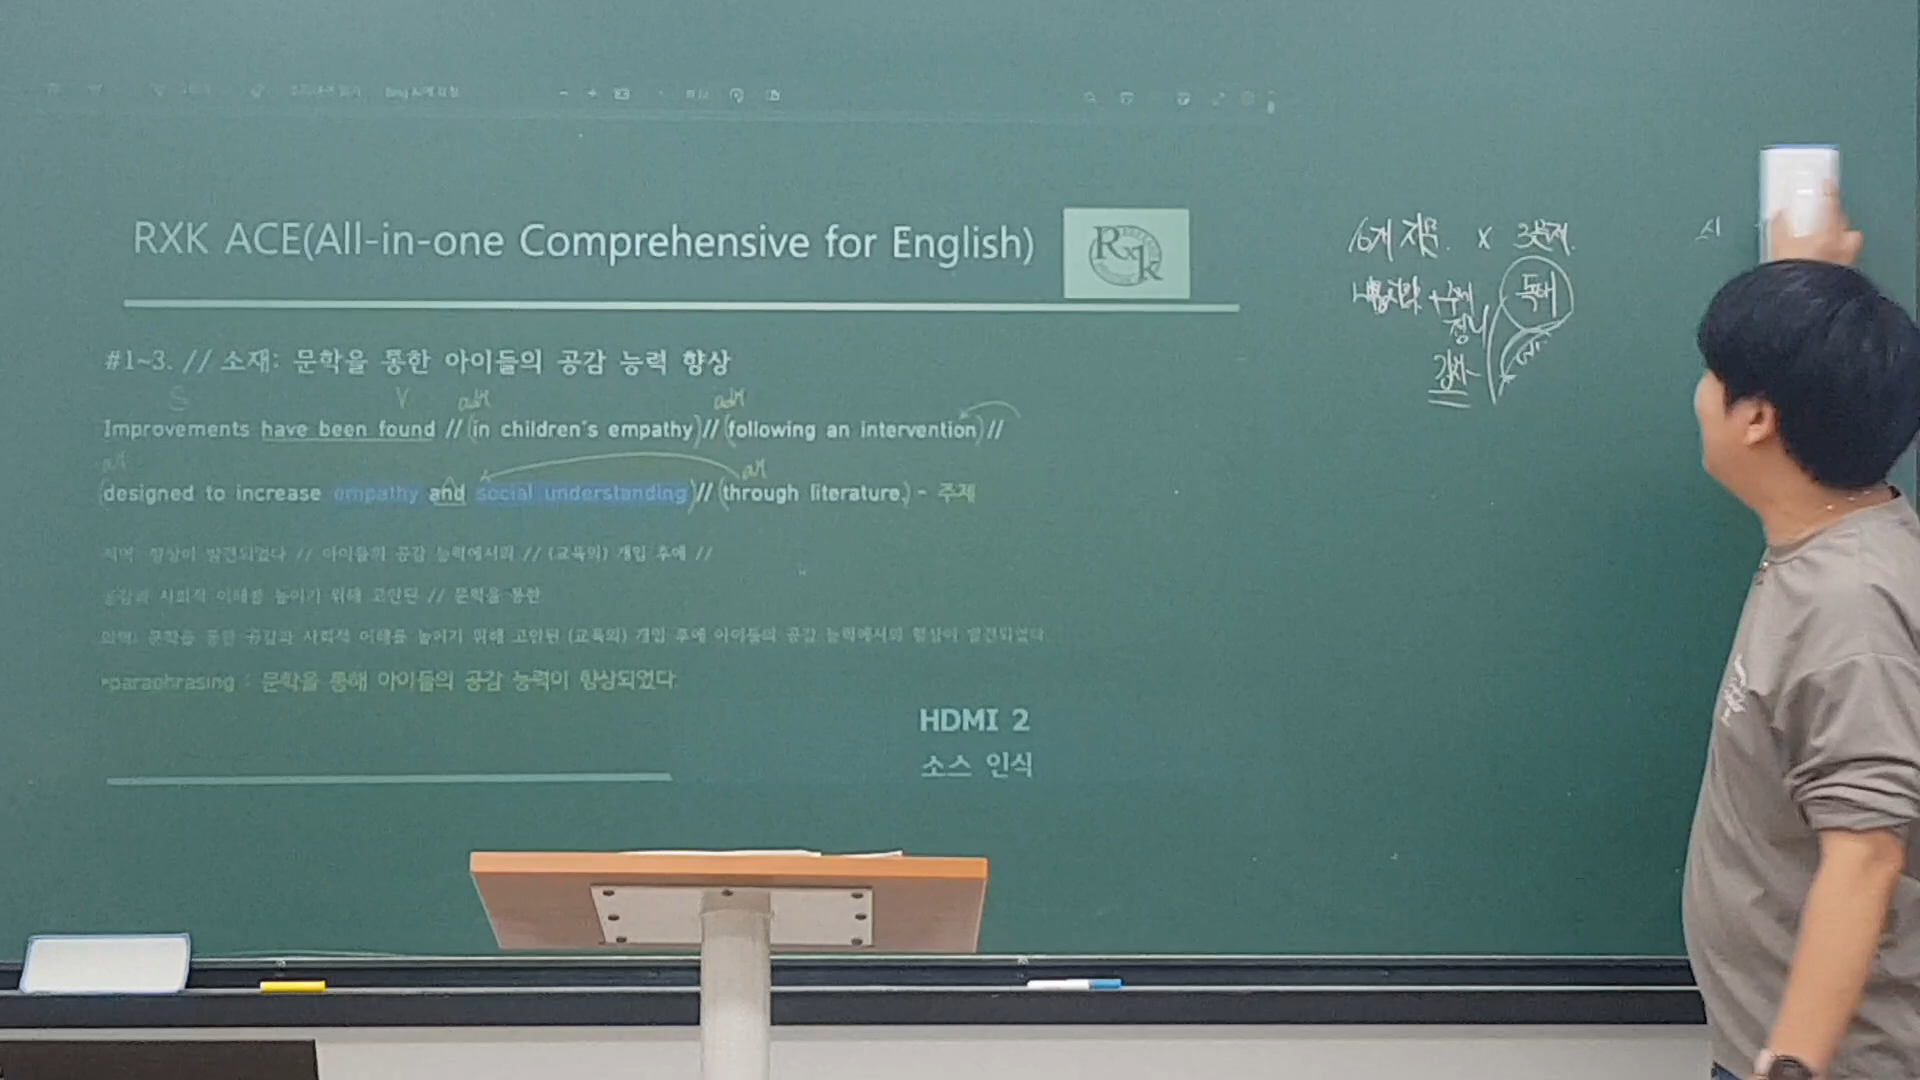 RXK ACE(All-in-one Comprehensive for English)
Rxk
#1~3. // 소재: 문학을 통한 아이들의 공감 능력 향상
S V adv adv
Improvements have been found // (in children's empathy) // (following an intervention) //
(designed to increase empathy and social understanding) // (through literature.) - 주제
직역: 향상이 발견되었다 // 아이들의 공감 능력에서의 // (교육의) 개입 후에 //
공감과 사회적 이해를 높이기 위해 고안된 // 문학을 통한
의역: 문학을 통한 공감과 사회적 이해를 높이기 위해 고안된 (교육의) 개입 후에 아이들의 공감 능력에서의 향상이 발견되었다
*paraphrasing : 문학을 통해 아이들의 공감 능력이 향상되었다.
HDMI 2
소스 인식
16개 지문. x 3문제.
독해
시